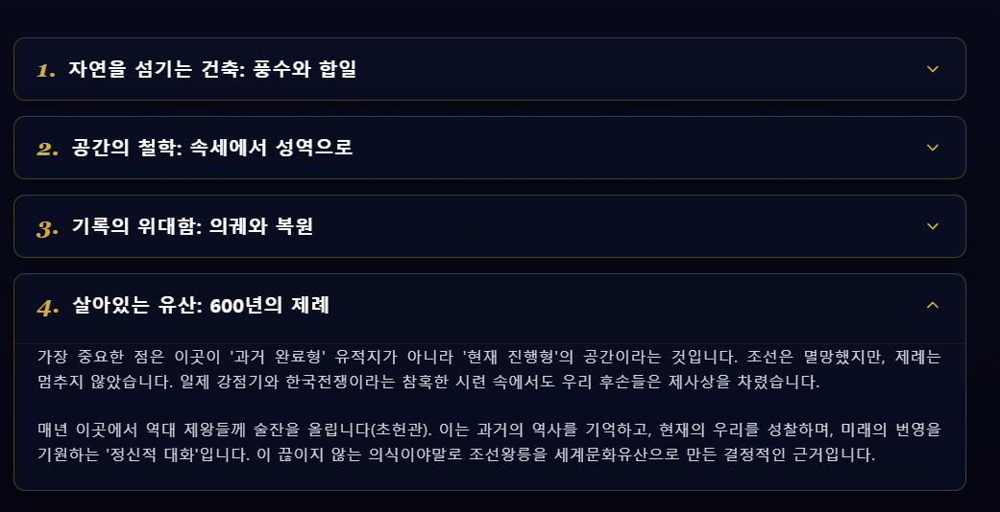 1. 자연을 섬기는 건축: 풍수와 합일
2. 공간의 철학: 속세에서 성역으로
3. 기록의 위대함: 의궤와 복원
4. 살아있는 유산: 600년의 제례
가장 중요한 점은 이곳이 '과거 완료형' 유적지가 아니라 '현재 진행형'의 공간이라는 것입니다. 조선은 멸망했지만, 제례는
멈추지 않았습니다. 일제 강점기와 한국전쟁이라는 참혹한 시련 속에서도 우리 후손들은 제사상을 차렸습니다.
매년 이곳에서 역대 제왕들께 술잔을 올립니다(초헌관). 이는 과거의 역사를 기억하고, 현재의 우리를 성찰하며, 미래의 번영을
기원하는 '정신적 대화'입니다. 이 끊이지 않는 의식이야말로 조선왕릉을 세계문화유산으로 만든 결정적인 근거입니다.